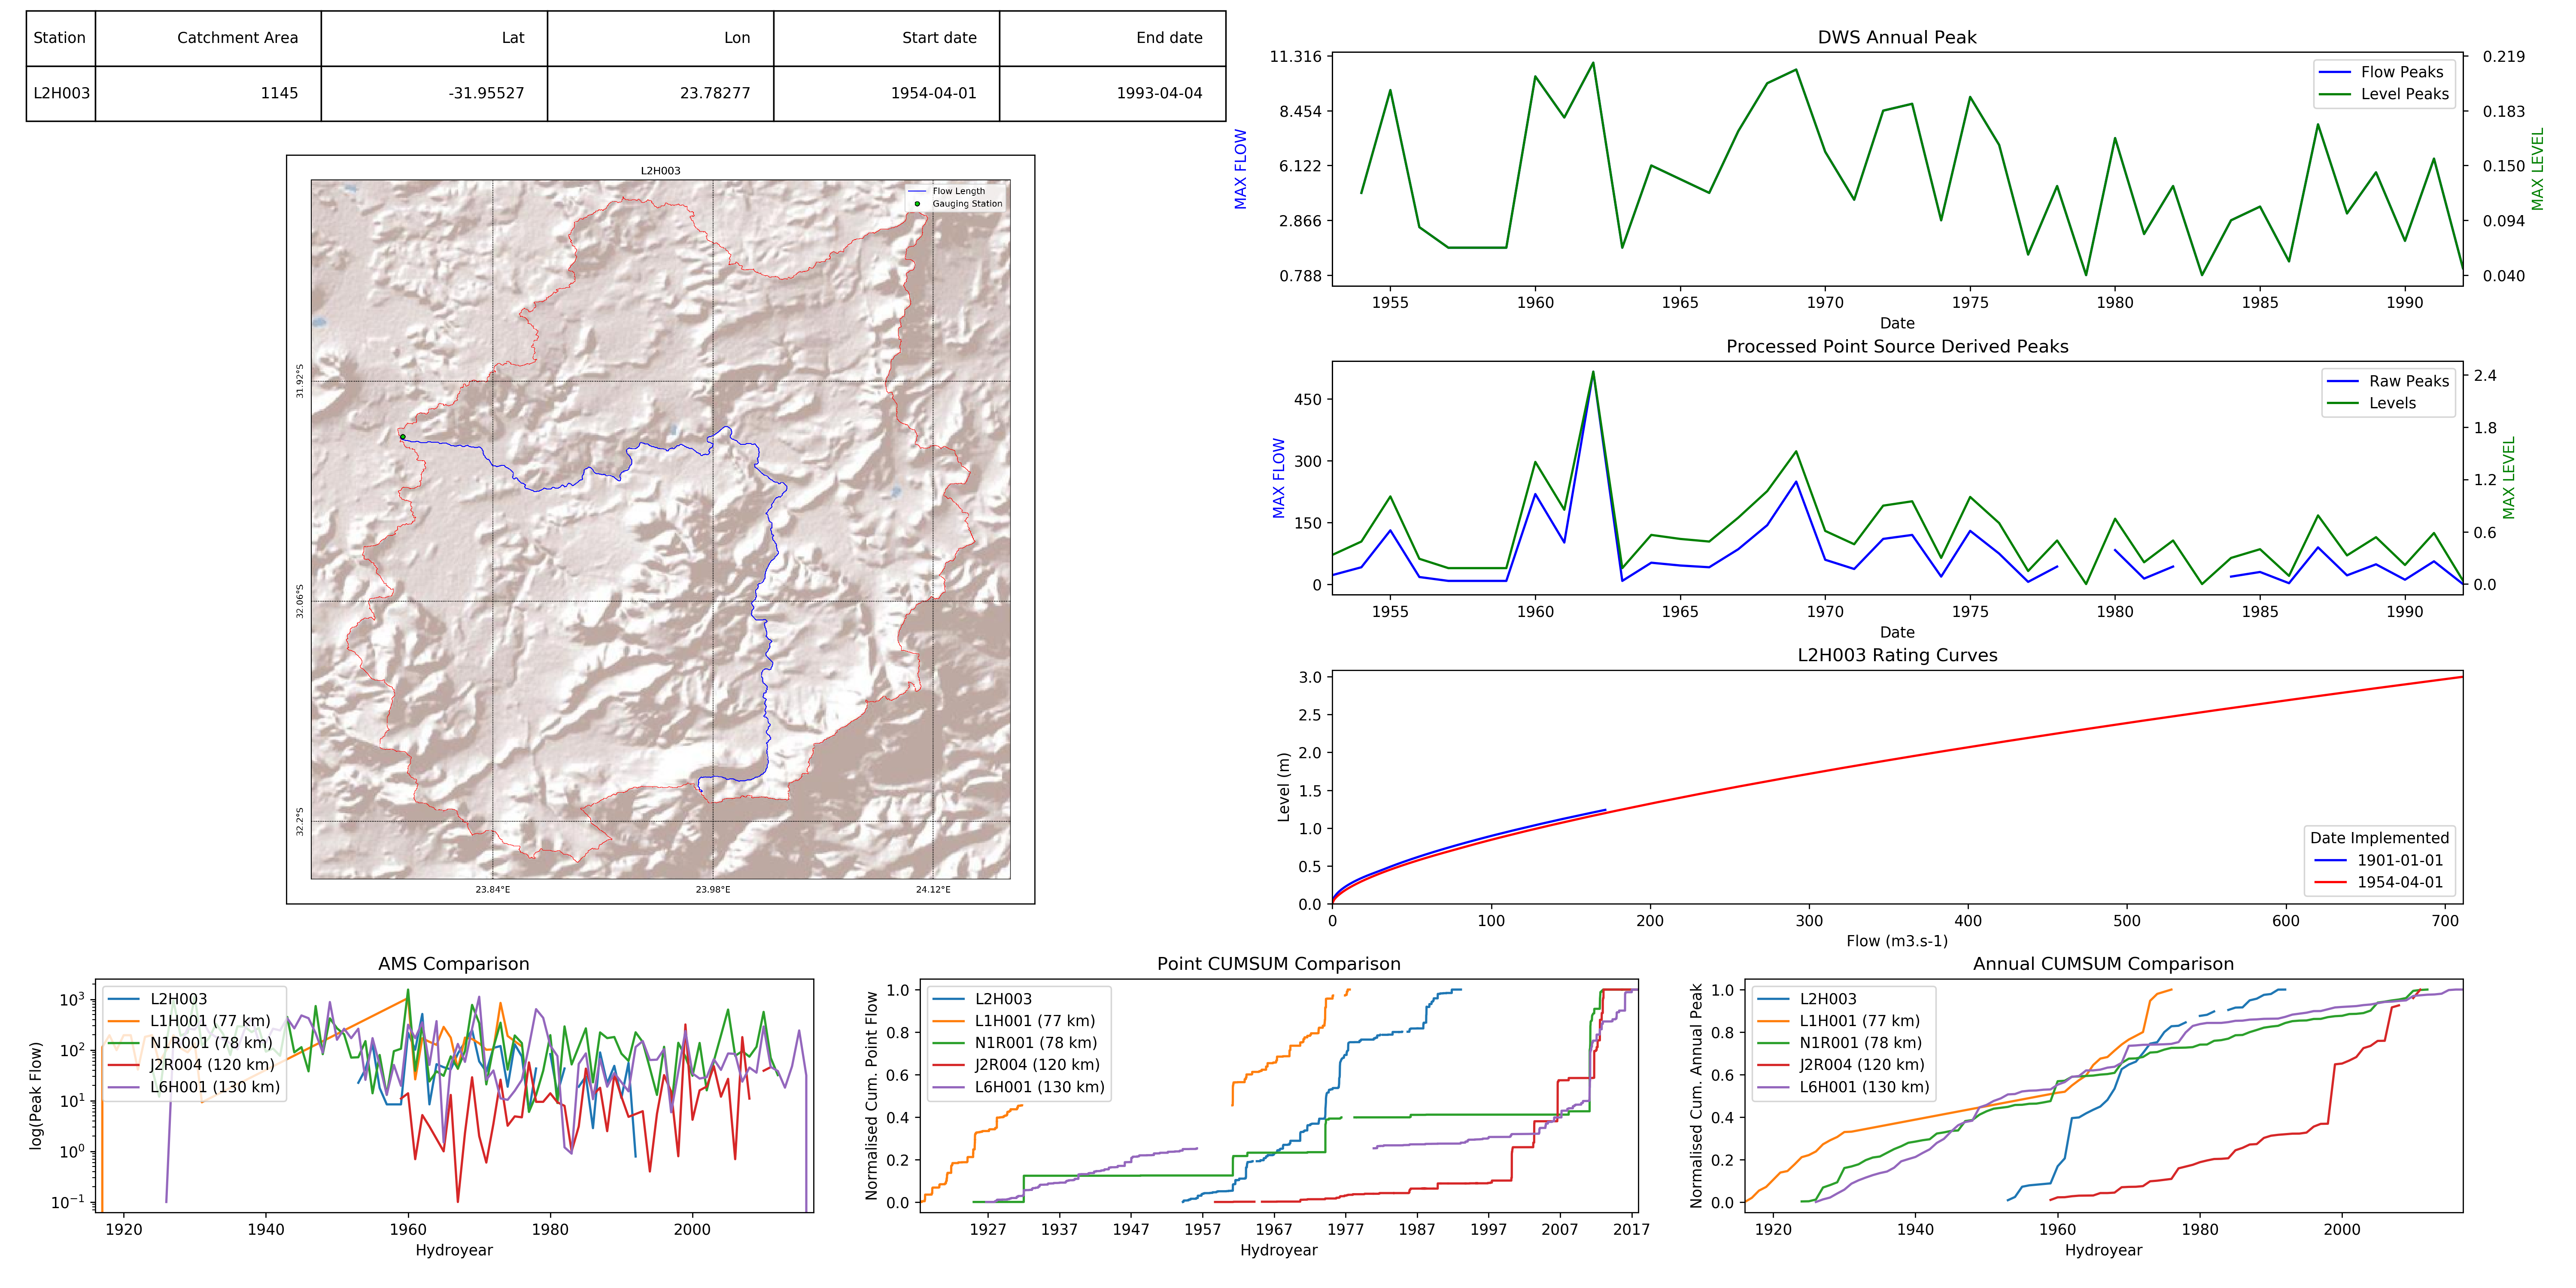 Station Catchment Area Lat Lon Start date End date
L2H003 1145 -31.95527 23.78277 1954-04-01 1993-04-04
L2H003
Flow Length
Gauging Station
31.92°S
32.06°S
32.2°S
23.84°E 23.98°E 24.12°E
DWS Annual Peak
MAX FLOW
11.316
8.454
6.122
2.866
0.788
Flow Peaks
Level Peaks
0.219
0.183
0.150
0.094
0.040
MAX LEVEL
1955 1960 1965 1970 1975 1980 1985 1990
Date
Processed Point Source Derived Peaks
MAX FLOW
450
300
150
0
Raw Peaks
Levels
2.4
1.8
1.2
0.6
0.0
MAX LEVEL
1955 1960 1965 1970 1975 1980 1985 1990
Date
L2H003 Rating Curves
Level (m)
3.0
2.5
2.0
1.5
1.0
0.5
0.0
Date Implemented
1901-01-01
1954-04-01
0 100 200 300 400 500 600 700
Flow (m3.s-1)
AMS Comparison
log(Peak Flow)
10³
10²
10¹
10⁰
10⁻¹
L2H003
L1H001 (77 km)
N1R001 (78 km)
J2R004 (120 km)
L6H001 (130 km)
1920 1940 1960 1980 2000
Hydroyear
Point CUMSUM Comparison
Normalised Cum. Point Flow
1.0
0.8
0.6
0.4
0.2
0.0
L2H003
L1H001 (77 km)
N1R001 (78 km)
J2R004 (120 km)
L6H001 (130 km)
1927 1937 1947 1957 1967 1977 1987 1997 2007 2017
Hydroyear
Annual CUMSUM Comparison
Normalised Cum. Annual Peak
1.0
0.8
0.6
0.4
0.2
0.0
L2H003
L1H001 (77 km)
N1R001 (78 km)
J2R004 (120 km)
L6H001 (130 km)
1920 1940 1960 1980 2000
Hydroyear